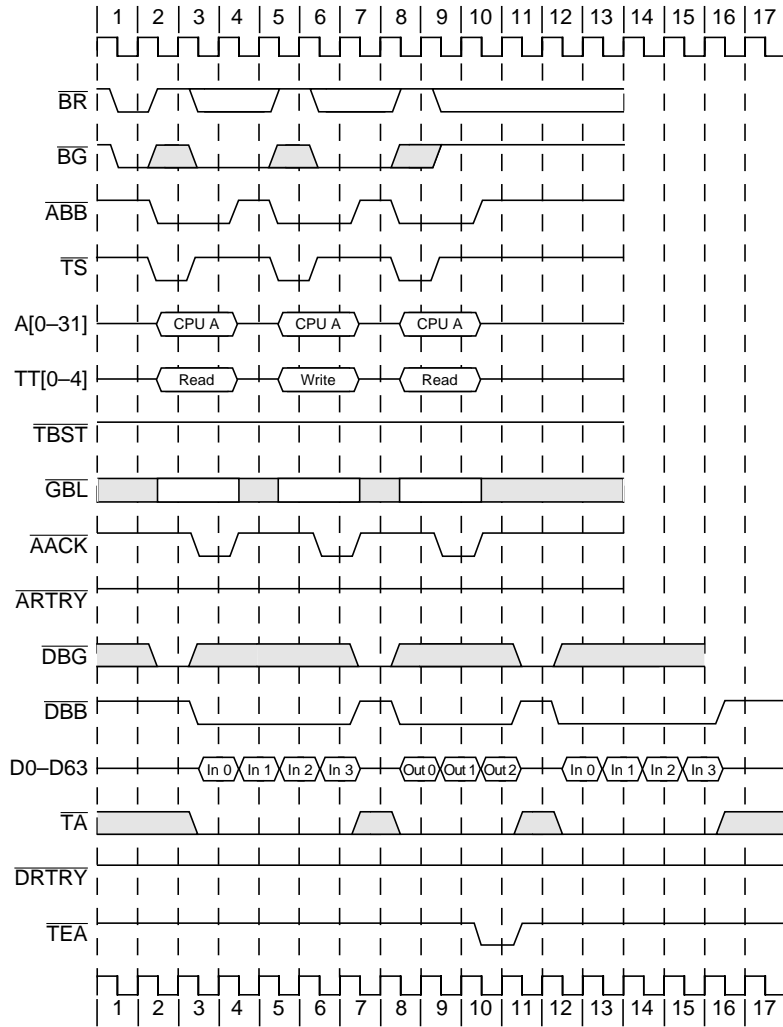 1 2 3 4 5 6 7 8 9 10 11 12 13 14 15 16 17
BR
BG
ABB
TS
A[0–31] CPU A CPU A CPU A
TT[0–4] Read Write Read
TBST
GBL
AACK
ARTRY
DBG
DBB
D0–D63 In 0 In 1 In 2 In 3 Out 0 Out 1 Out 2 In 0 In 1 In 2 In 3
TA
DRTRY
TEA
1 2 3 4 5 6 7 8 9 10 11 12 13 14 15 16 17